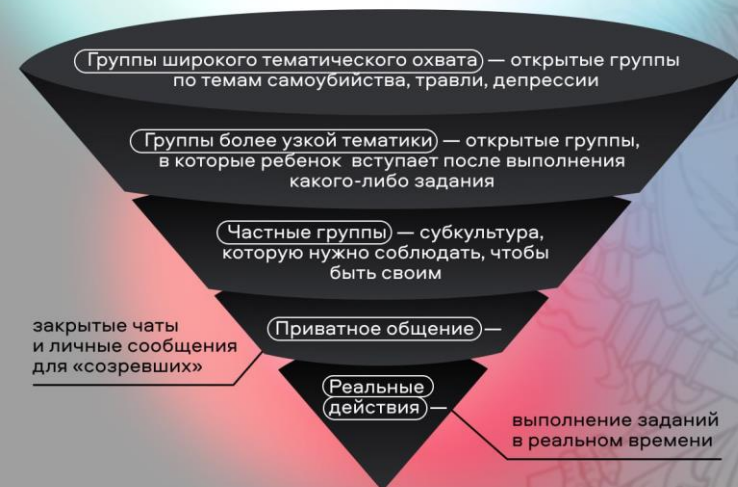 Группы широкого тематического охвата — открытые группы
по темам самоубийства, травли, депрессии
Группы более узкой тематики — открытые группы,
в которые ребенок вступает после выполнения
какого-либо задания
Частные группы — субкультура,
которую нужно соблюдать, чтобы
быть своим
Приватное общение —
закрытые чаты
и личные сообщения
для «созревших»
Реальные
действия —
выполнение заданий
в реальном времени